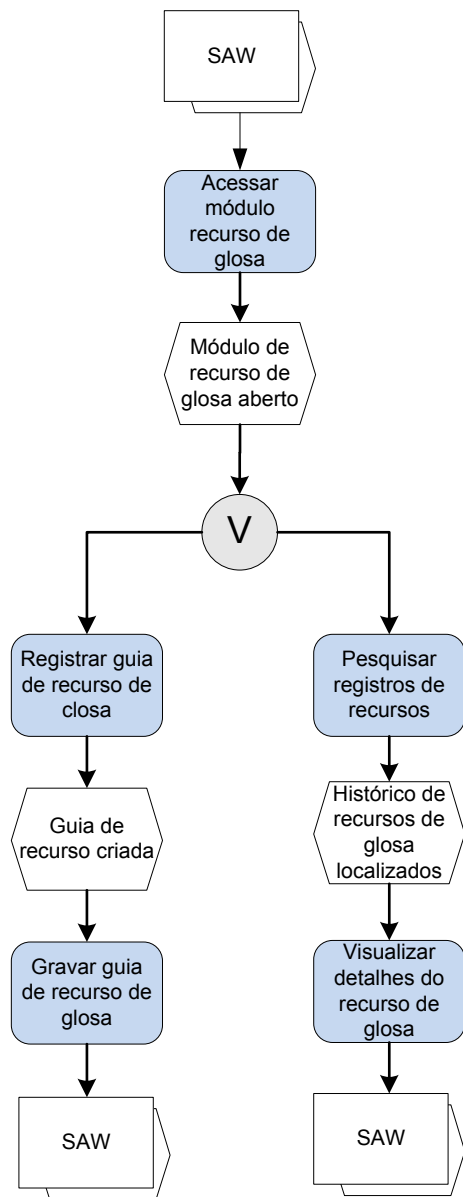 SAW
Acessar
módulo
recurso de
glosa
Módulo de
recurso de
glosa aberto
V
Registrar guia
de recurso de
closa
Guia de
recurso criada
Gravar guia
de recurso de
glosa
SAW
Pesquisar
registros de
recursos
Histórico de
recursos de
glosa
localizados
Visualizar
detalhes do
recurso de
glosa
SAW